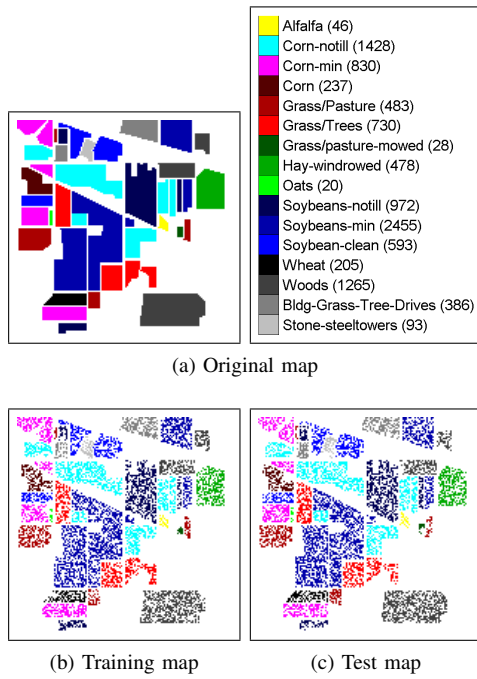 Alfalfa (46)
Corn-notill (1428)
Corn-min (830)
Corn (237)
Grass/Pasture (483)
Grass/Trees (730)
Grass/pasture-mowed (28)
Hay-windrowed (478)
Oats (20)
Soybeans-notill (972)
Soybeans-min (2455)
Soybean-clean (593)
Wheat (205)
Woods (1265)
Bldg-Grass-Tree-Drives (386)
Stone-steeltowers (93)
(a) Original map
(b) Training map
(c) Test map